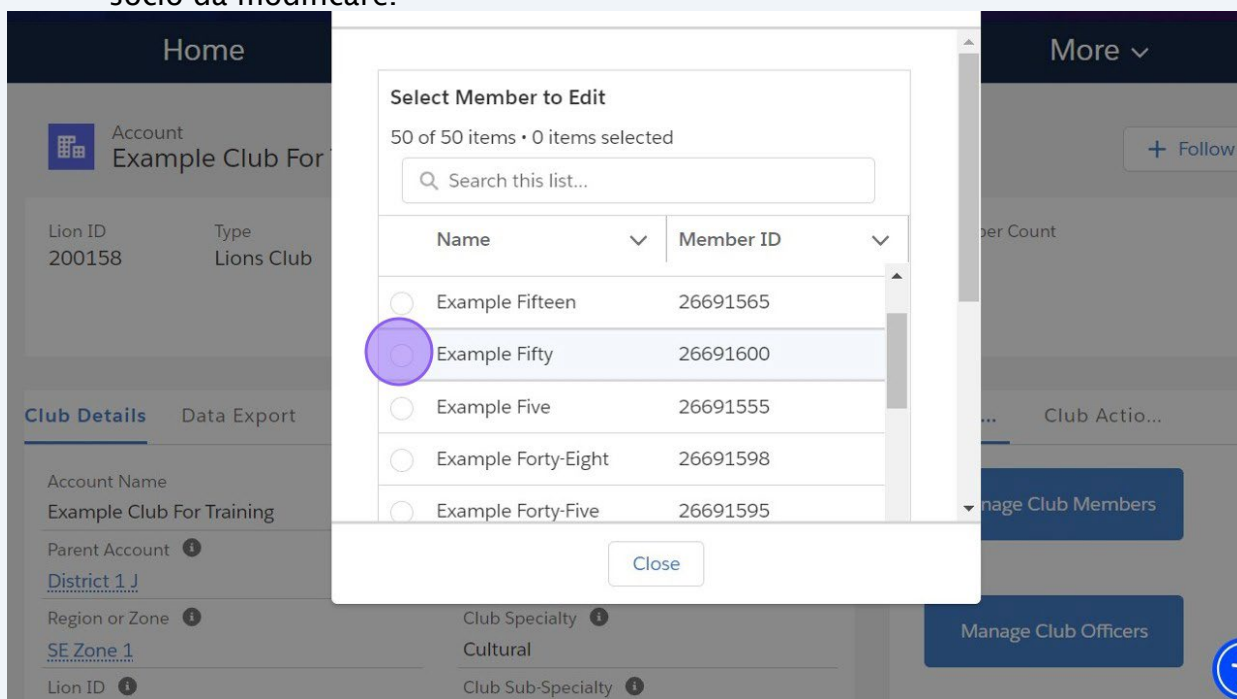 socio da modificare.
Home
More
Account
Example Club For
+ Follow
Lion ID
Type
200158
Lions Club
Count
Select Member to Edit
50 of 50 items • 0 items selected
Search this list...
Name
Member ID
Example Fifteen
26691565
Example Fifty
26691600
Example Five
26691555
Example Forty-Eight
26691598
Example Forty-Five
26691595
Close
Club Details
Data Export
...
Club Actio...
Account Name
Example Club For Training
Parent Account
District 1 J
Region or Zone
SE Zone 1
Lion ID
Club Specialty
Cultural
Club Sub-Specialty
nage Club Members
Manage Club Officers